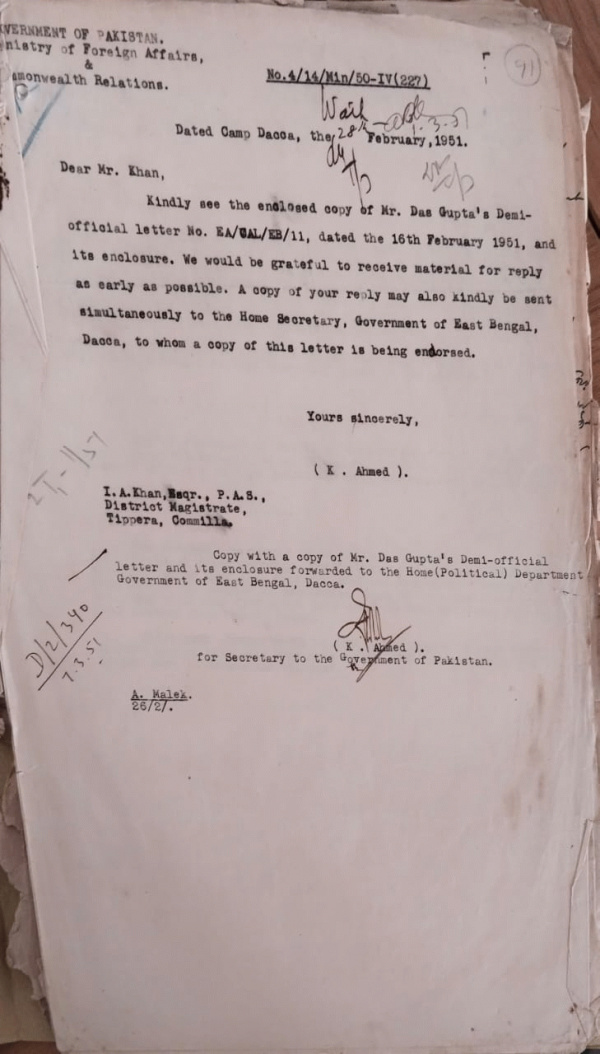 VERNMENT OF PAKISTAN.
nistry of Foreign Affairs,
&
monwealth Relations.
No.4/14/Min/50-IV(227)
91
Dated Camp Dacca, the 28th February,1951.
Dear Mr. Khan,
Kindly see the enclosed copy of Mr. Das Gupta's Demi-
official letter No. EA/CAL/EB/11, dated the 16th February 1951, and
its enclosure. We would be grateful to receive material for reply
as early as possible. A copy of your reply may also kindly be sent
simultaneously to the Home Secretary, Government of East Bengal,
Dacca, to whom a copy of this letter is being endorsed.
Yours sincerely,
( K . Ahmed ).
I.A.Khan,Esqr., P.A.S.,
District Magistrate,
Tippera, Commilla.
Copy with a copy of Mr. Das Gupta's Demi-official
letter and its enclosure forwarded to the Home(Political) Department
Government of East Bengal, Dacca.
( K . Ahmed ).
for Secretary to the Government of Pakistan.
D/2/340
7.3.51
A. Malek.
26/2/.